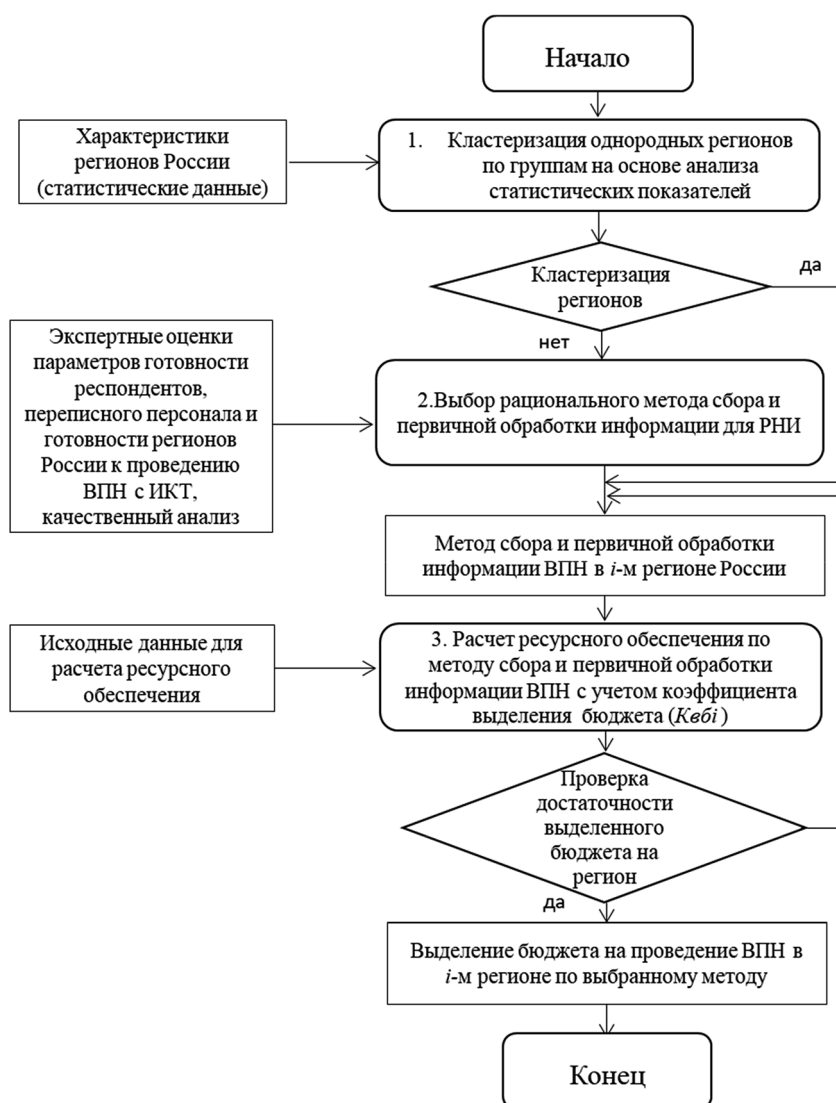 Начало
Характеристики
регионов России
(статистические данные)
1. Кластеризация однородных регионов
по группам на основе анализа
статистических показателей
Кластеризация
регионов
да
нет
Экспертные оценки
параметров готовности
респондентов,
переписного персонала и
готовности регионов
России к проведению
ВПН с ИКТ,
качественный анализ
2.Выбор рационального метода сбора и
первичной обработки информации для РНИ
Метод сбора и первичной обработки
информации ВПН в i-м регионе России
Исходные данные для
расчета ресурсного
обеспечения
3. Расчет ресурсного обеспечения по
методу сбора и первичной обработки
информации ВПН с учетом коэффициента
выделения бюджета (Квбi )
Проверка
достаточности
выделенного
бюджета на
регион
да
Выделение бюджета на проведение ВПН в
i-м регионе по выбранному методу
Конец